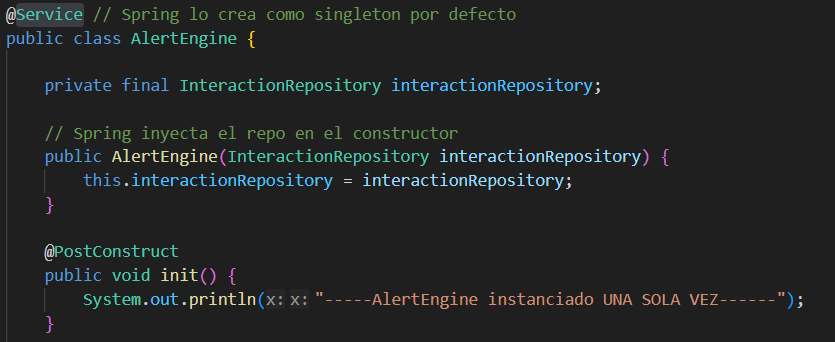 @Service // Spring lo crea como singleton por defecto
public class AlertEngine {
private final InteractionRepository interactionRepository;
// Spring inyecta el repo en el constructor
public AlertEngine(InteractionRepository interactionRepository) {
this.interactionRepository = interactionRepository;
}
@PostConstruct
public void init() {
System.out.println(x: x: "-----AlertEngine instanciado UNA SOLA VEZ------");
}